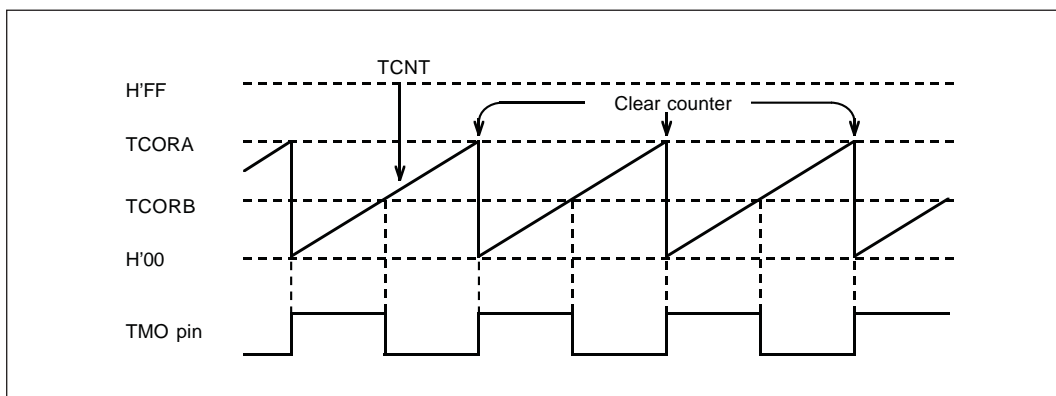 TCNT
H'FF
Clear counter
TCORA
TCORB
H'00
TMO pin